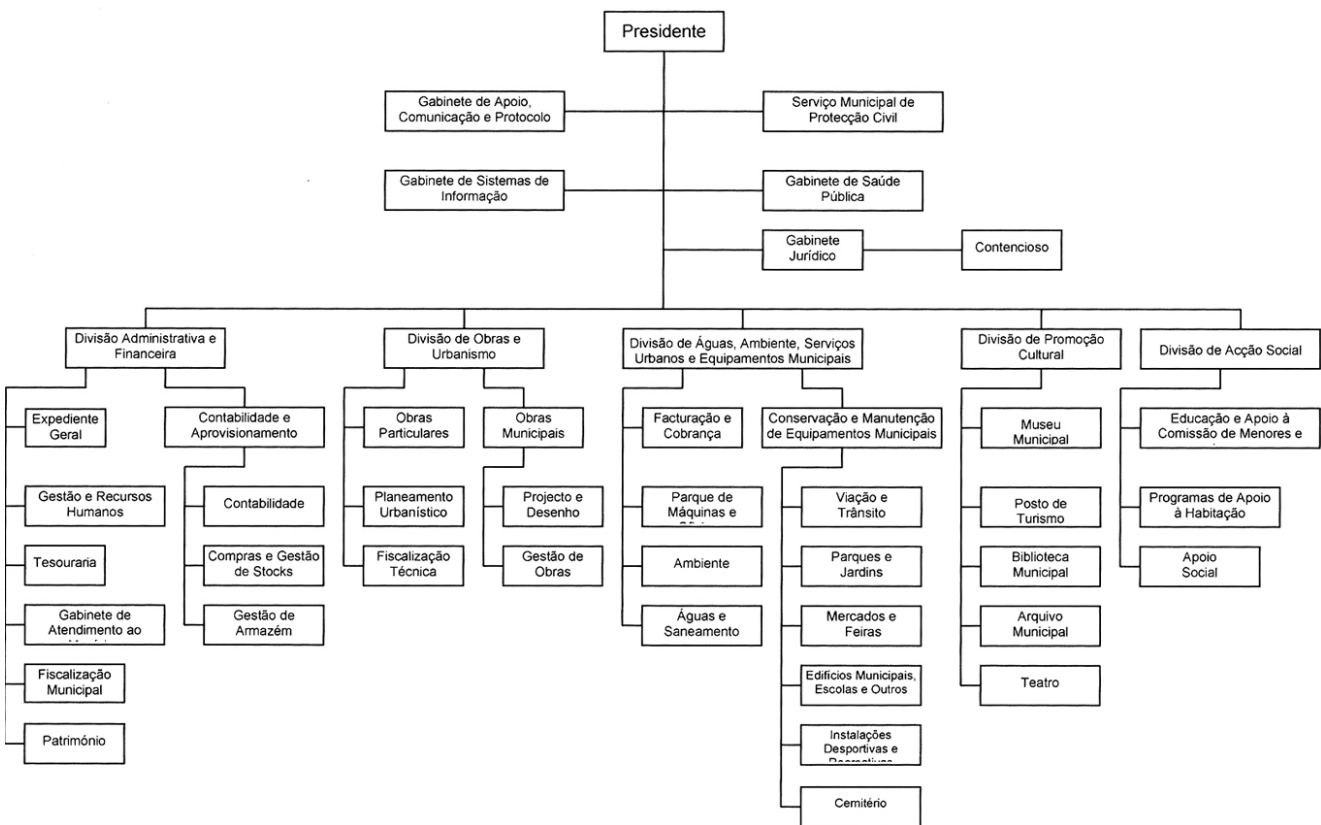 Presidente
Gabinete de Apoio,
Comunicação e Protocolo
Serviço Municipal de
Protecção Civil
Gabinete de Sistemas de
Informação
Gabinete de Saúde
Pública
Gabinete
Jurídico
Contencioso
Divisão Administrativa e
Financeira
Divisão de Obras e
Urbanismo
Divisão de Águas, Ambiente, Serviços
Urbanos e Equipamentos Municipais
Divisão de Promoção
Cultural
Divisão de Acção Social
Expediente
Geral
Contabilidade e
Aprovisionamento
Obras
Particulares
Obras
Municipais
Facturação e
Cobrança
Conservação e Manutenção
de Equipamentos Municipais
Museu
Municipal
Educação e Apoio à
Comissão de Menores e
Gestão e Recursos
Humanos
Contabilidade
Planeamento
Urbanístico
Projecto e
Desenho
Parque de
Máquinas e
Viação e
Trânsito
Posto de
Turismo
Programas de Apoio
à Habitação
Tesouraria
Compras e Gestão
de Stocks
Fiscalização
Técnica
Gestão de
Obras
Ambiente
Parques e
Jardins
Biblioteca
Municipal
Apoio
Social
Gabinete de
Atendimento ao
Gestão de
Armazém
Águas e
Saneamento
Mercados e
Feiras
Arquivo
Municipal
Fiscalização
Municipal
Edifícios Municipais,
Escolas e Outros
Teatro
Património
Instalações
Desportivas e
Recreativas
Cemitério